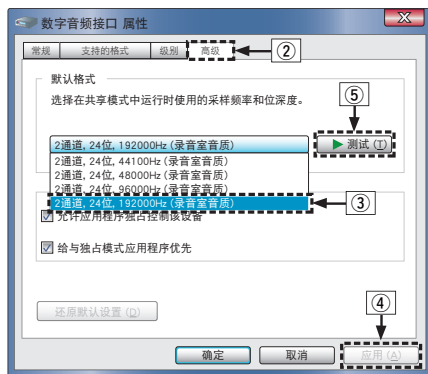 数字音频接口 属性
常规 支持的格式 级别 高级
②
默认格式
选择在共享模式中运行时使用的采样频率和位深度。
⑤
2通道, 24位, 192000Hz (录音室音质)
测试 (T)
2通道, 24位, 44100Hz (录音室音质)
2通道, 24位, 48000Hz (录音室音质)
2通道, 24位, 96000Hz (录音室音质)
2通道, 24位, 192000Hz (录音室音质)
③
允许应用程序独占控制该设备
给与独占模式应用程序优先
④
还原默认设置 (D)
确定 取消 应用 (A)